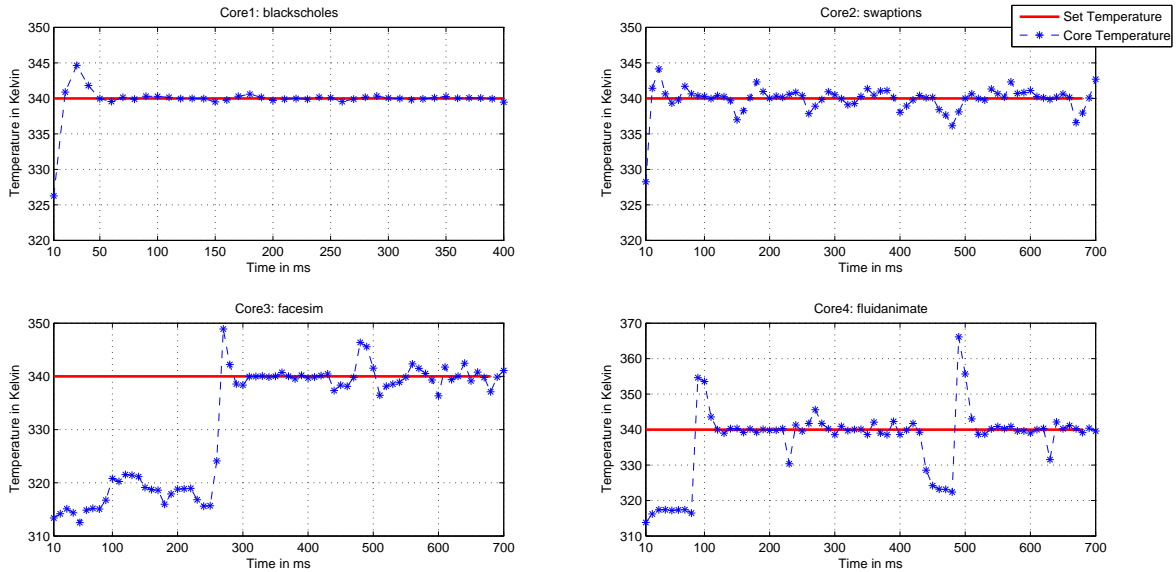 Core1: blackscholes
Temperature in Kelvin
350
345
340
335
330
325
320
10 50 100 150 200 250 300 350 400
Time in ms
Core2: swaptions
Set Temperature
Core Temperature
Temperature in Kelvin
350
345
340
335
330
325
320
10 100 200 300 400 500 600 700
Time in ms
Core3: facesim
Temperature in Kelvin
350
340
330
320
310
10 100 200 300 400 500 600 700
Time in ms
Core4: fluidanimate
Temperature in Kelvin
370
360
350
340
330
320
310
10 100 200 300 400 500 600 700
Time in ms